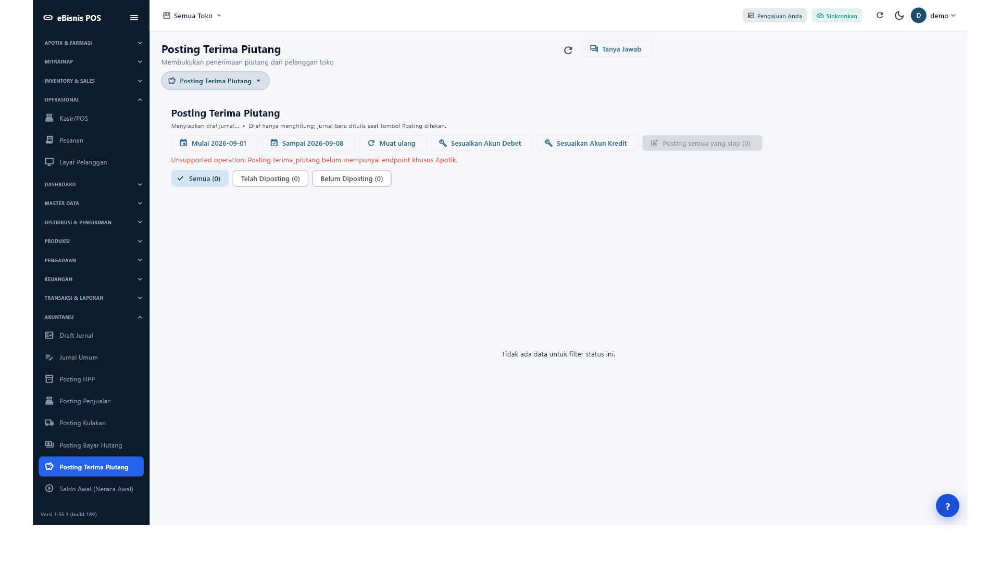 eBisnis POS
APOTIK & FARMASI
MITRAINAP
INVENTORY & SALES
OPERASIONAL
Kasir/POS
Pesanan
Layar Pelanggan
DASHBOARD
MASTER DATA
DISTRIBUSI & PENGIRIMAN
PRODUKSI
PENGADAAN
KEUANGAN
TRANSAKSI & LAPORAN
AKUNTANSI
Draft Jurnal
Jurnal Umum
Posting HPP
Posting Penjualan
Posting Kulakan
Posting Bayar Hutang
Posting Terima Piutang
Saldo Awal (Neraca Awal)
Versi 1.35.1 (build 189)
Semua Toko
Pengajuan Anda
Sinkronkan
D
demo
Posting Terima Piutang
Membukukan penerimaan piutang dari pelanggan toko
Tanya Jawab
Posting Terima Piutang
Posting Terima Piutang
Menyiapkan draf jurnal... • Draf hanya menghitung; jurnal baru ditulis saat tombol Posting ditekan.
Mulai 2026-09-01
Sampai 2026-09-08
Muat ulang
Sesuaikan Akun Debet
Sesuaikan Akun Kredit
Posting semua yang siap (0)
Unsupported operation: Posting terima_piutang belum mempunyai endpoint khusus Apotik.
Semua (0)
Telah Diposting (0)
Belum Diposting (0)
Tidak ada data untuk filter status ini.
?